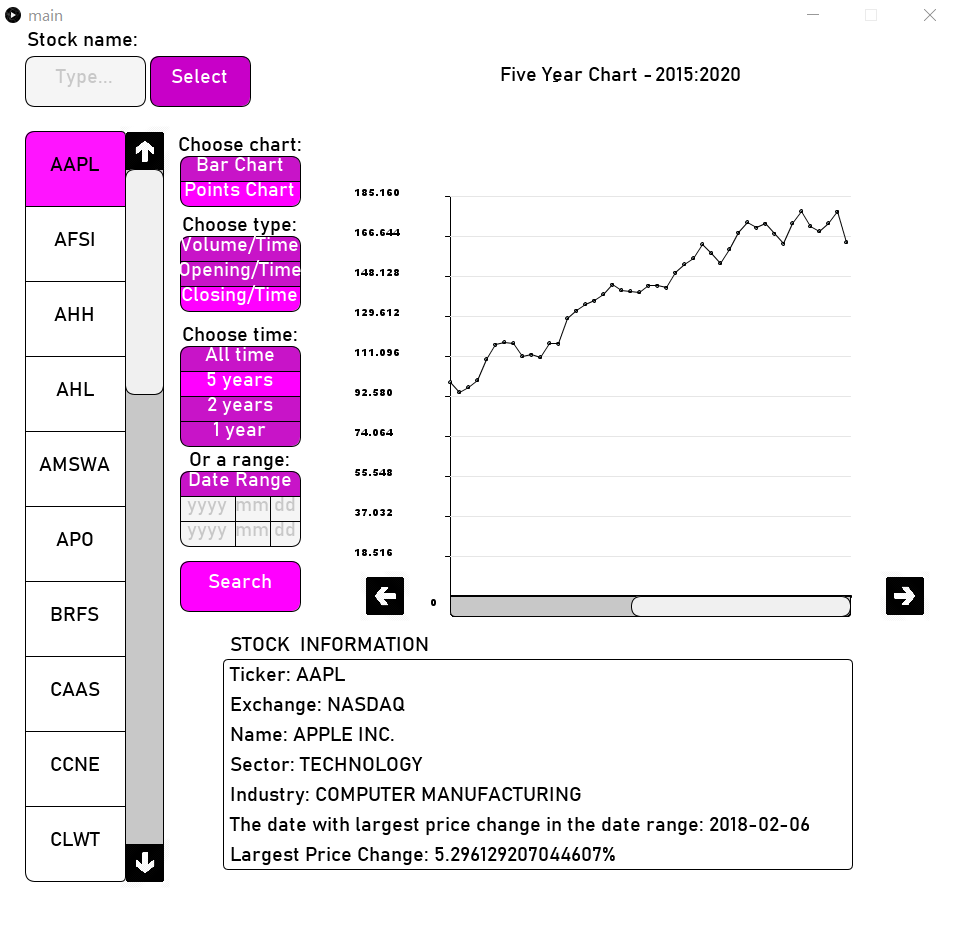 main
Stock name:
Type...
Select
Five Year Chart - 2015:2020
AAPL
AFSI
AHH
AHL
AMSWA
APO
BRFS
CAAS
CCNE
CLWT
Choose chart:
Bar Chart
Points Chart
Choose type:
Volume/Time
Opening/Time
Closing/Time
Choose time:
All time
5 years
2 years
1 year
Or a range:
Date Range
yyyy mm dd
yyyy mm dd
Search
185.160
166.644
148.128
129.612
111.096
92.580
74.064
55.548
37.032
18.516
0
STOCK INFORMATION
Ticker: AAPL
Exchange: NASDAQ
Name: APPLE INC.
Sector: TECHNOLOGY
Industry: COMPUTER MANUFACTURING
The date with largest price change in the date range: 2018-02-06
Largest Price Change: 5.296129207044607%